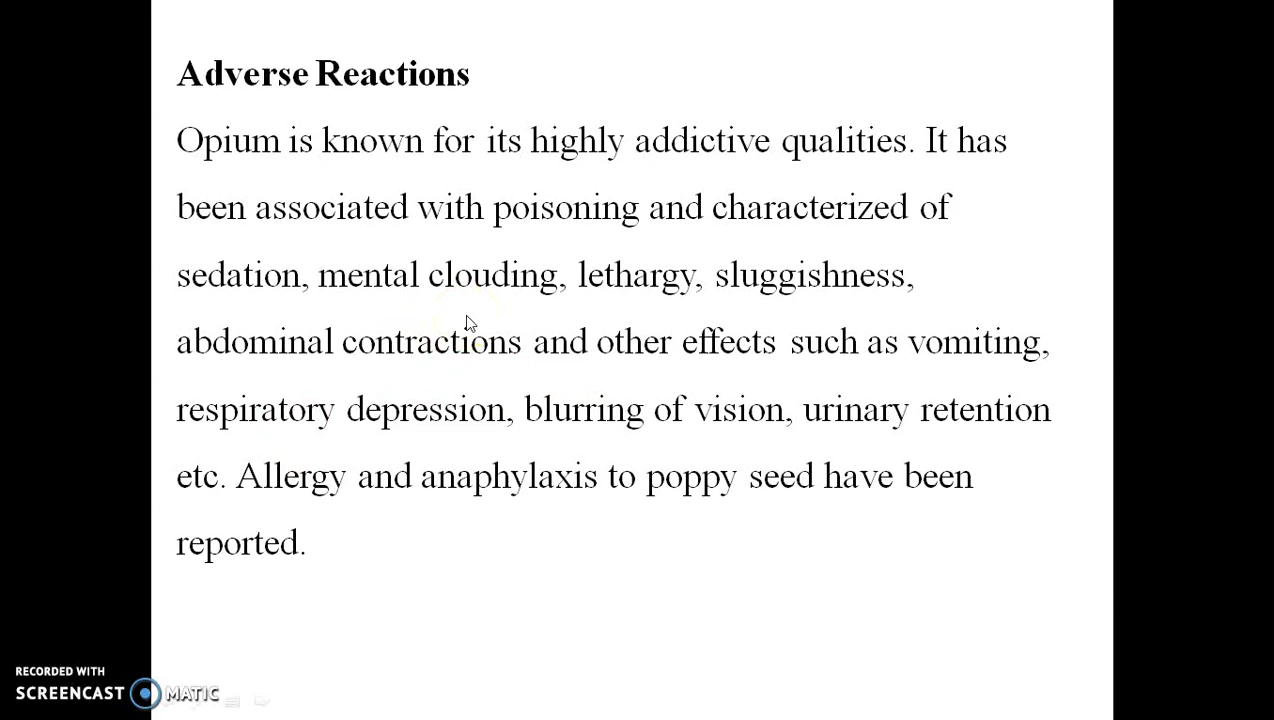 Adverse Reactions
Opium is known for its highly addictive qualities. It has
been associated with poisoning and characterized of
sedation, mental clouding, lethargy, sluggishness,
abdominal contractions and other effects such as vomiting,
respiratory depression, blurring of vision, urinary retention
etc. Allergy and anaphylaxis to poppy seed have been
reported.
RECORDED WITH
SCREENCAST MATIC